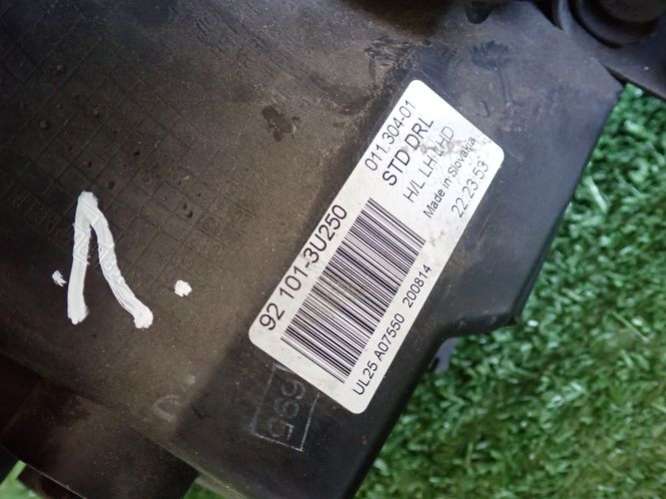 92 101-3U250
011.304-01
STD DRL
H/L LH LHD
Made in Slovakia
22:23:53
UL25 A07550 200814
695